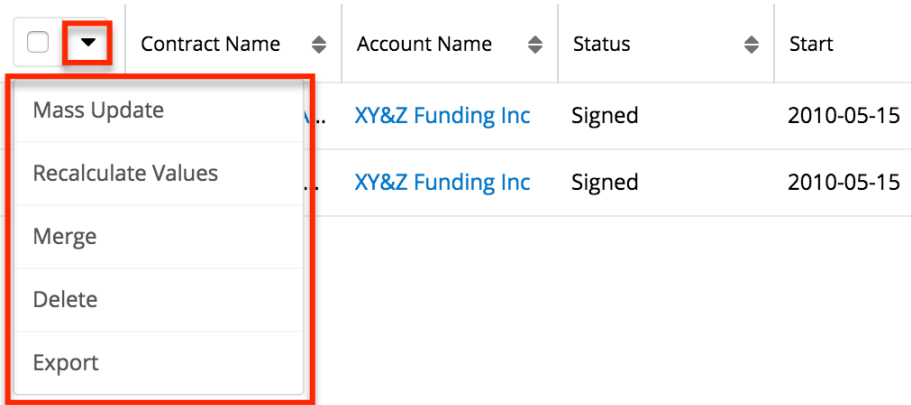 Contract Name Account Name Status Start
Mass Update XY&Z Funding Inc Signed 2010-05-15
Recalculate Values ... XY&Z Funding Inc Signed 2010-05-15
Merge
Delete
Export